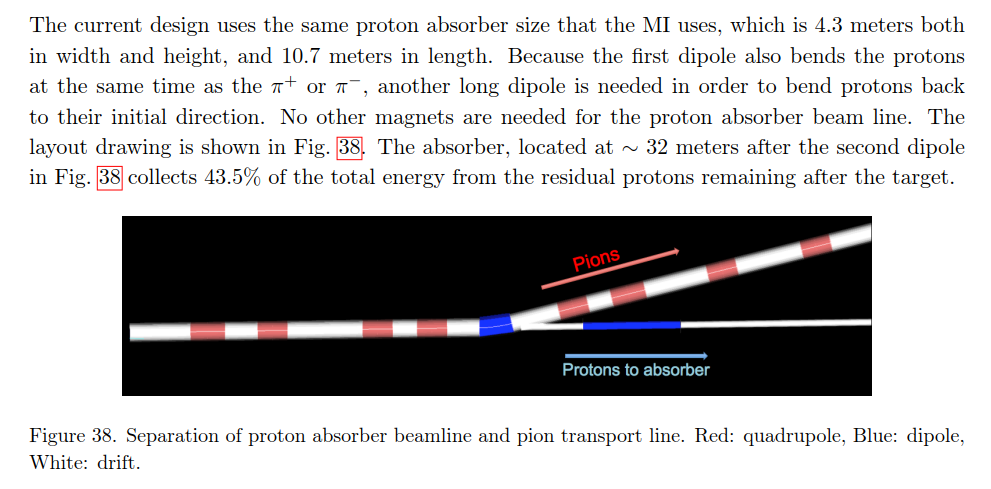 The current design uses the same proton absorber size that the MI uses, which is 4.3 meters both
in width and height, and 10.7 meters in length. Because the first dipole also bends the protons
at the same time as the π⁺ or π⁻, another long dipole is needed in order to bend protons back
to their initial direction. No other magnets are needed for the proton absorber beam line. The
layout drawing is shown in Fig. 38. The absorber, located at ∼ 32 meters after the second dipole
in Fig. 38 collects 43.5% of the total energy from the residual protons remaining after the target.
Pions
Protons to absorber
Figure 38. Separation of proton absorber beamline and pion transport line. Red: quadrupole, Blue: dipole,
White: drift.